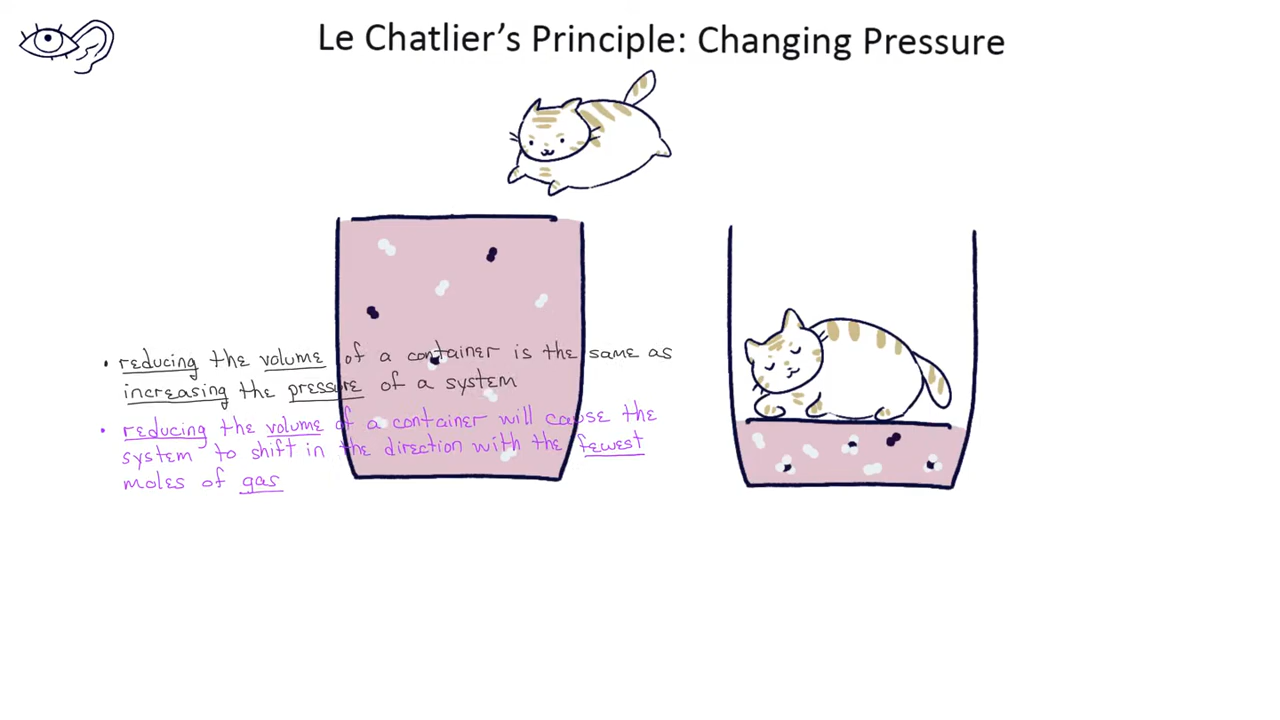 Le Chatlier's Principle: Changing Pressure
• reducing the volume of a container is the same as
increasing the pressure of a system
• reducing the volume of a container will cause the
system to shift in the direction with the fewest
moles of gas